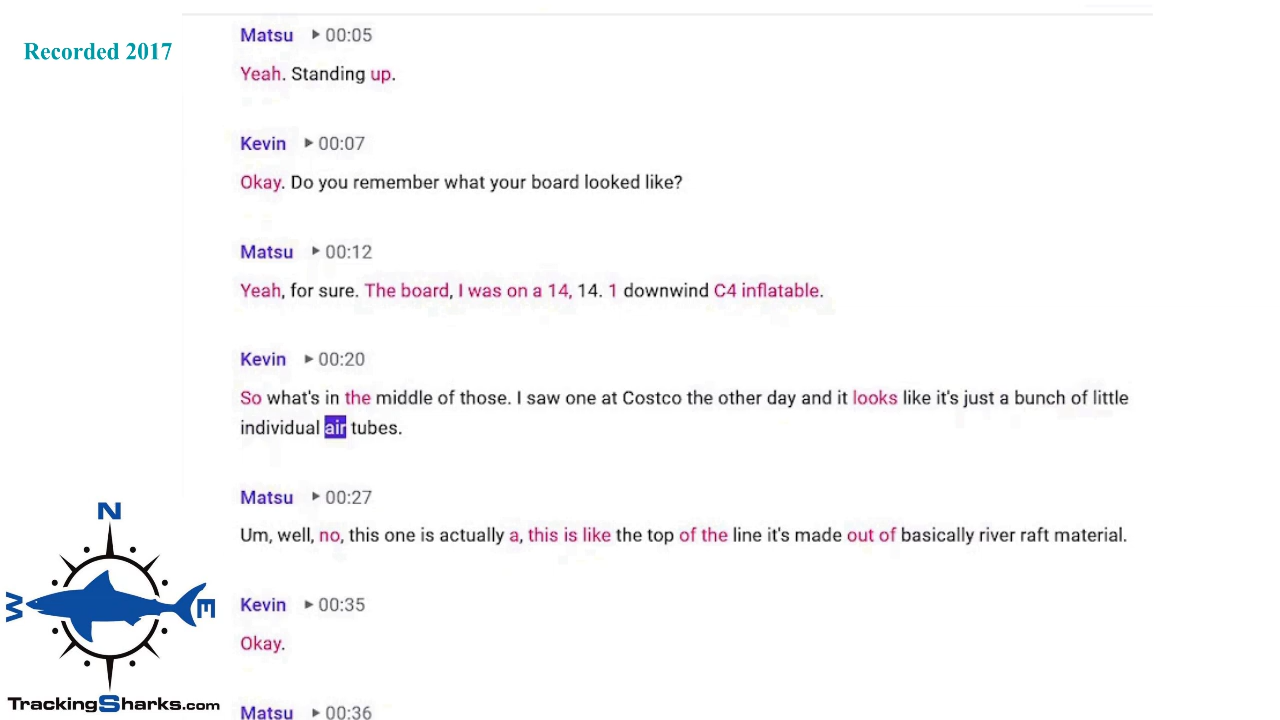 Recorded 2017
Matsu 00:05
Yeah. Standing up.
Kevin 00:07
Okay. Do you remember what your board looked like?
Matsu 00:12
Yeah, for sure. The board, I was on a 14, 14. 1 downwind C4 inflatable.
Kevin 00:20
So what's in the middle of those. I saw one at Costco the other day and it looks like it's just a bunch of little
individual air tubes.
Matsu 00:27
Um, well, no, this one is actually a, this is like the top of the line it's made out of basically river raft material.
Kevin 00:35
Okay.
Matsu 00:36
N
W
E
TrackingSharks.com